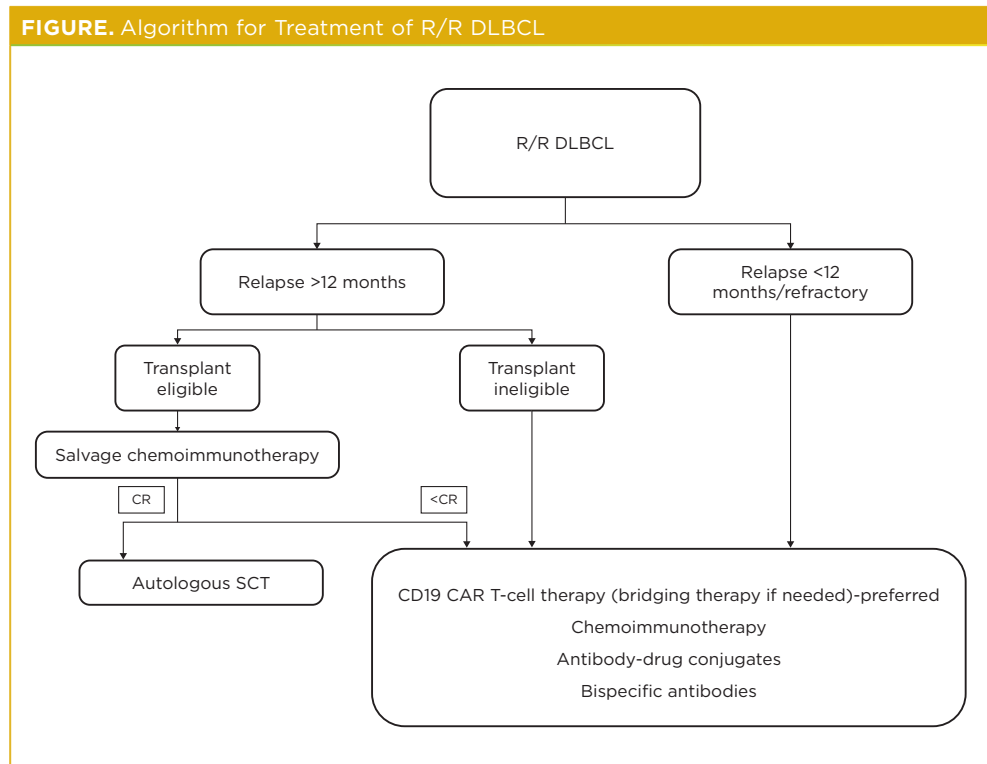 FIGURE. Algorithm for Treatment of R/R DLBCL
R/R DLBCL
Relapse >12 months
Relapse <12
months/refractory
Transplant
eligible
Transplant
ineligible
Salvage chemoimmunotherapy
CR
<CR
Autologous SCT
CD19 CAR T-cell therapy (bridging therapy if needed)-preferred
Chemoimmunotherapy
Antibody-drug conjugates
Bispecific antibodies